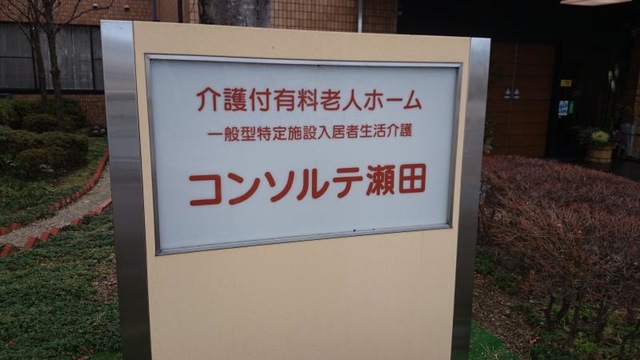 介護付有料老人ホーム
一般型特定施設入居者生活介護
コンソルテ瀬田